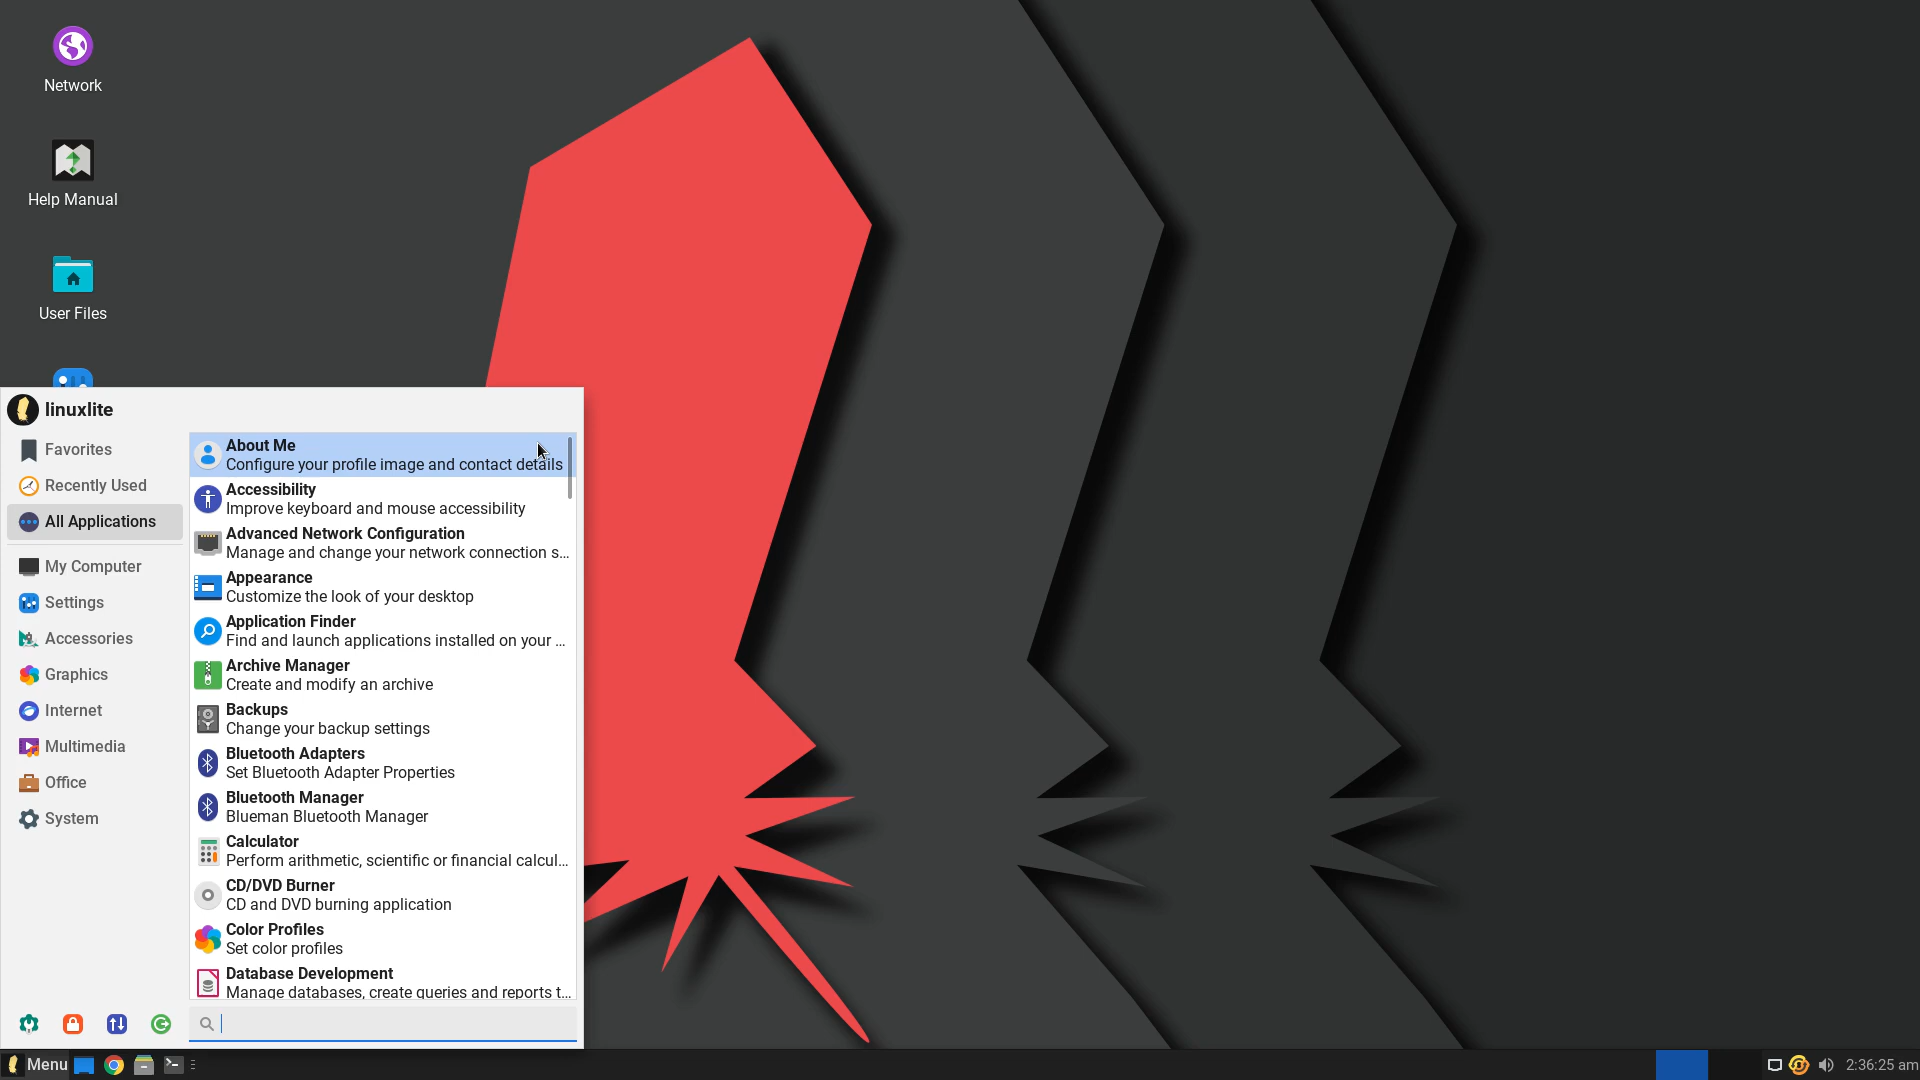 Network
Help Manual
User Files
linuxlite
Favorites
Recently Used
All Applications
My Computer
Settings
Accessories
Graphics
Internet
Multimedia
Office
System
About Me
Configure your profile image and contact details
Accessibility
Improve keyboard and mouse accessibility
Advanced Network Configuration
Manage and change your network connection s...
Appearance
Customize the look of your desktop
Application Finder
Find and launch applications installed on your ...
Archive Manager
Create and modify an archive
Backups
Change your backup settings
Bluetooth Adapters
Set Bluetooth Adapter Properties
Bluetooth Manager
Blueman Bluetooth Manager
Calculator
Perform arithmetic, scientific or financial calcul...
CD/DVD Burner
CD and DVD burning application
Color Profiles
Set color profiles
Database Development
Manage databases, create queries and reports t...
Menu
2:36:25 am